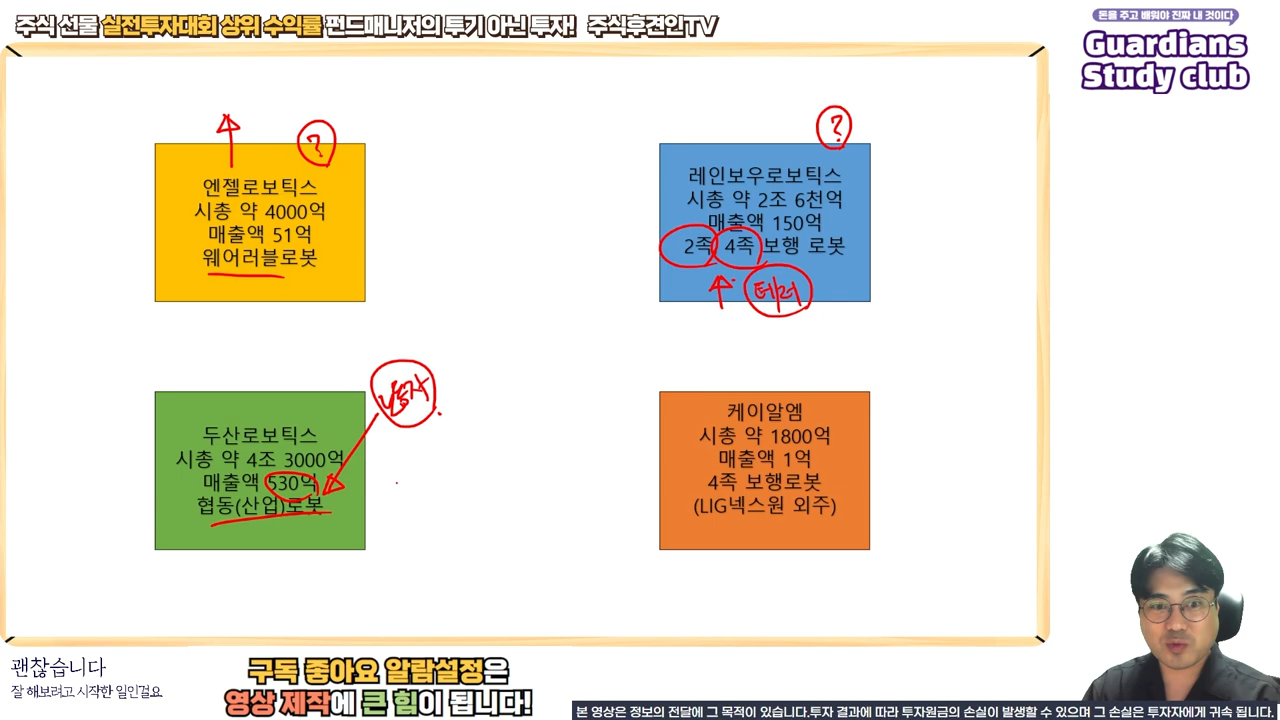 주식 선물 실전투자대회 상위 수익률 펀드매니저의 투기 아닌 투자! 주식후견인TV
돈을 주고 배워야 진짜 내 것이다
Guardians
Study club
?
엔젤로보틱스
시총 약 4000억
매출액 51억
웨어러블로봇
?
레인보우로보틱스
시총 약 2조 6천억
매출액 150억
2족 4족 보행 로봇
두산로보틱스
시총 약 4조 3000억
매출액 530억
협동(산업)로봇
케이알엠
시총 약 1800억
매출액 1억
4족 보행로봇
(LIG넥스원 외주)
괜찮습니다
잘 해보려고 시작한 일인걸요
구독 좋아요 알람설정은
영상 제작에 큰 힘이 됩니다!
본 영상은 정보의 전달에 그 목적이 있습니다.투자 결과에 따라 투자원금의 손실이 발생할 수 있으며 그 손실은 투자자에게 귀속 됩니다.